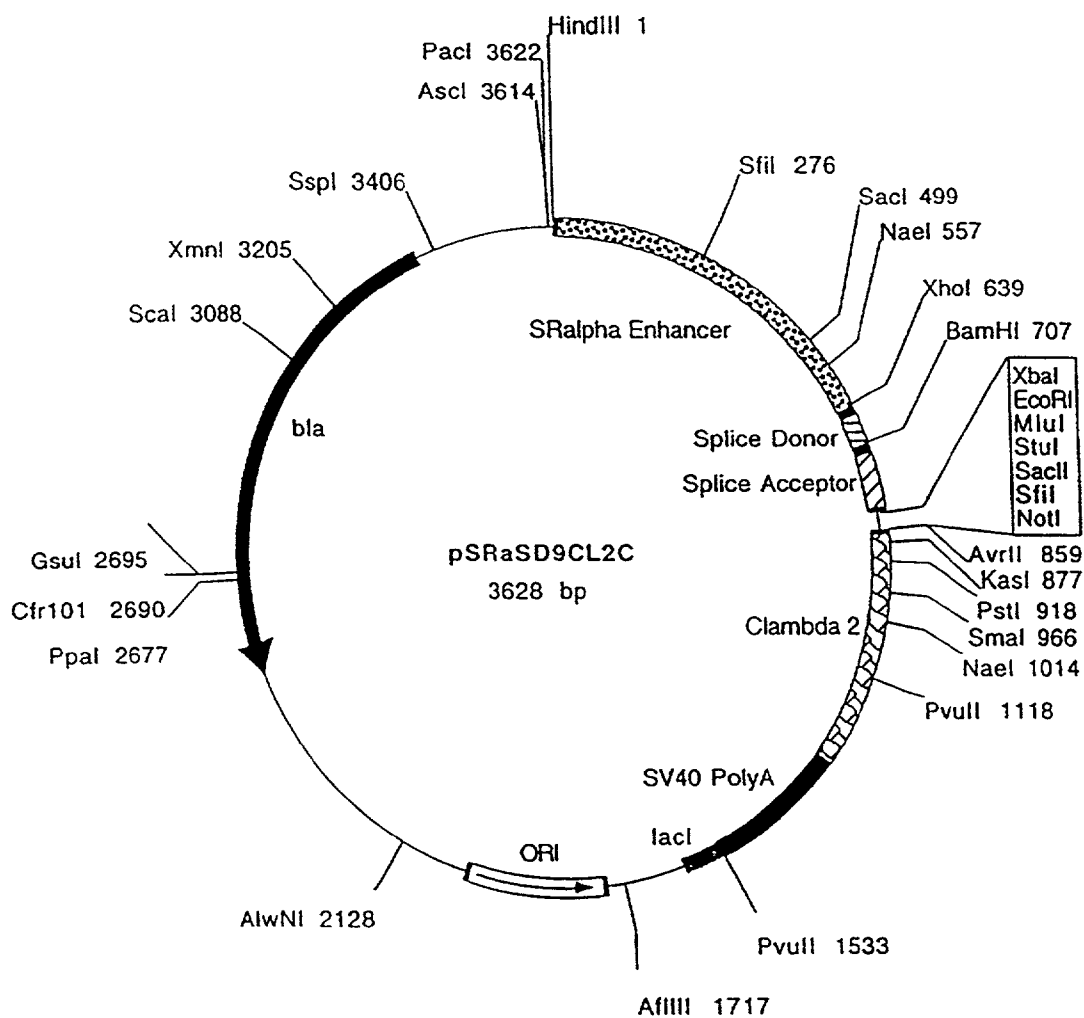 HindIII 1
PacI 3622
AscI 3614
SfiI 276
SspI 3406
SacI 499
NaeI 557
XmnI 3205
XhoI 639
ScaI 3088
BamHI 707
SRalpha Enhancer
XbaI
EcoRI
MluI
StuI
SacII
SfiI
NotI
bla
Splice Donor
Splice Acceptor
pSRaSD9CL2C
3628 bp
AvrII 859
GsuI 2695
KasI 877
Cfr101 2690
PstI 918
Clambda 2
SmaI 966
PpaI 2677
NaeI 1014
PvuII 1118
SV40 PolyA
lacI
ORI
AlwNI 2128
PvuII 1533
AflIII 1717